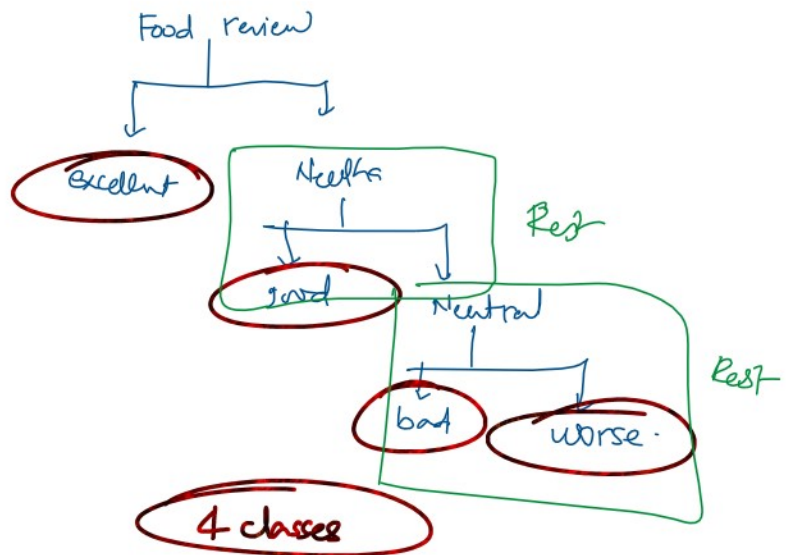 Food review
excellent
Rest
good
Neutral
Rest
bad
worse.
4 classes